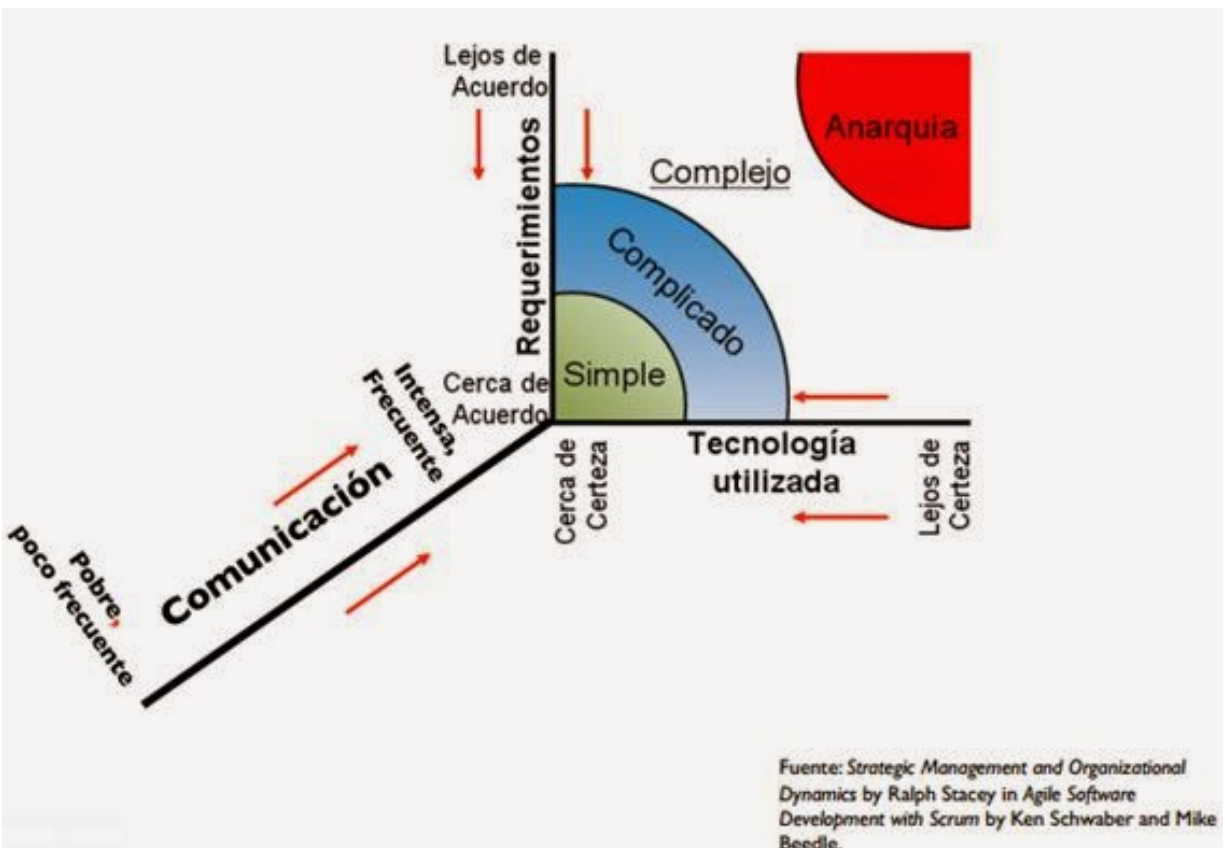 Lejos de
Acuerdo
Requerimientos
Cerca de
Acuerdo
Anarquia
Complejo
Complicado
Simple
Intensa,
Frecuente
Comunicación
Pobre,
poco frecuente
Cerca de
Certeza
Tecnología
utilizada
Lejos de
Certeza
Fuente: Strategic Management and Organizational
Dynamics by Ralph Stacey in Agile Software
Development with Scrum by Ken Schwaber and Mike
Beedle.